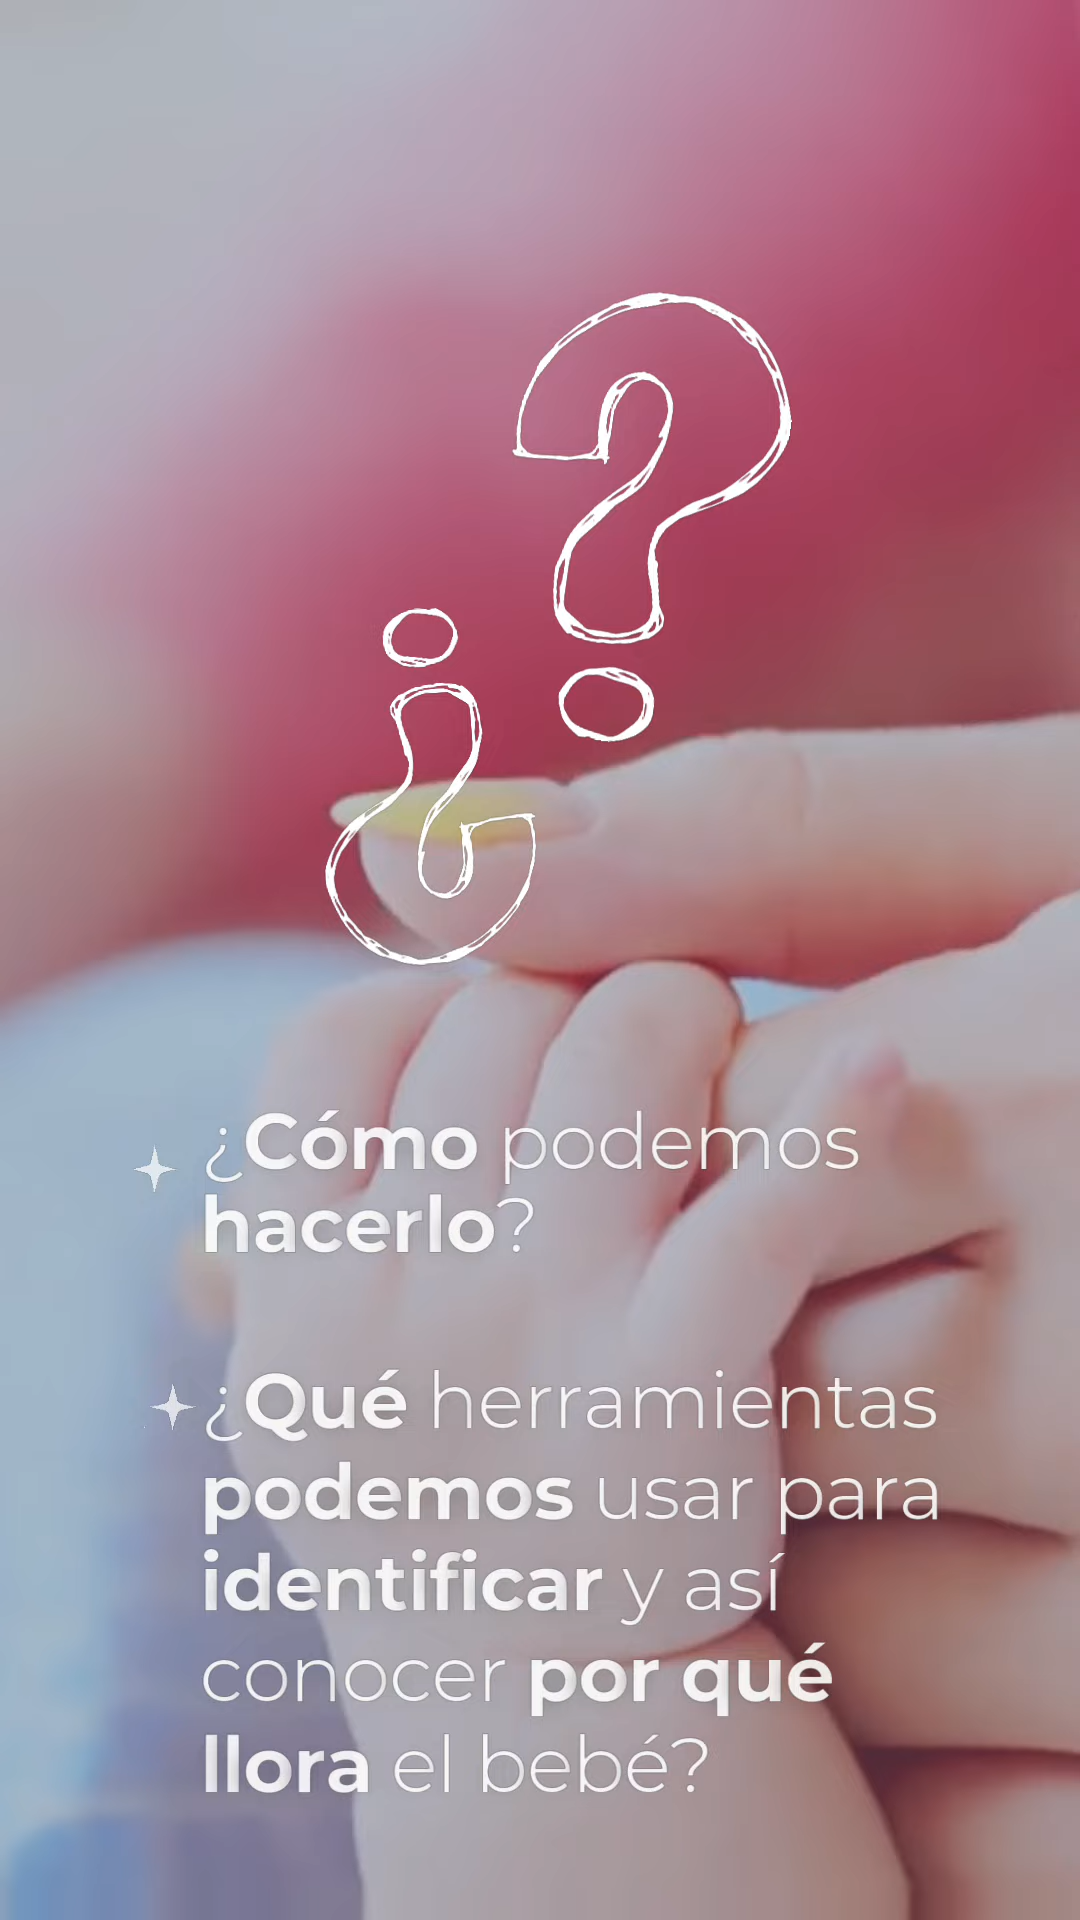 ¿?
¿Cómo podemos
hacerlo?
¿Qué herramientas
podemos usar para
identificar y así
conocer por qué
llora el bebé?